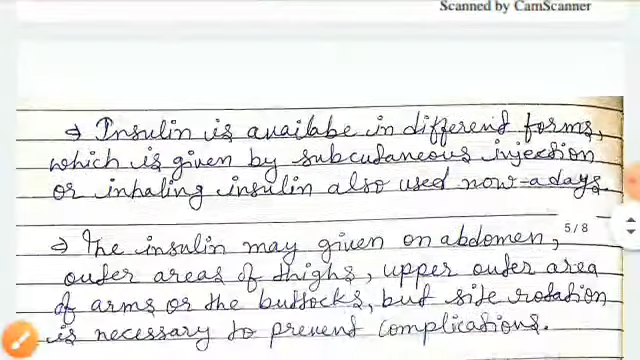 Scanned by CamScanner
→ Insulin is availabe in different forms,
which is given by subcutaneous injection
or inhaling insulin also used now-a days.
5/8
→ The insulin may given on abdomen,
outer areas of thighs, upper outer area
of arms or the buttocks, but site rotation
is necessary to prevent complications.